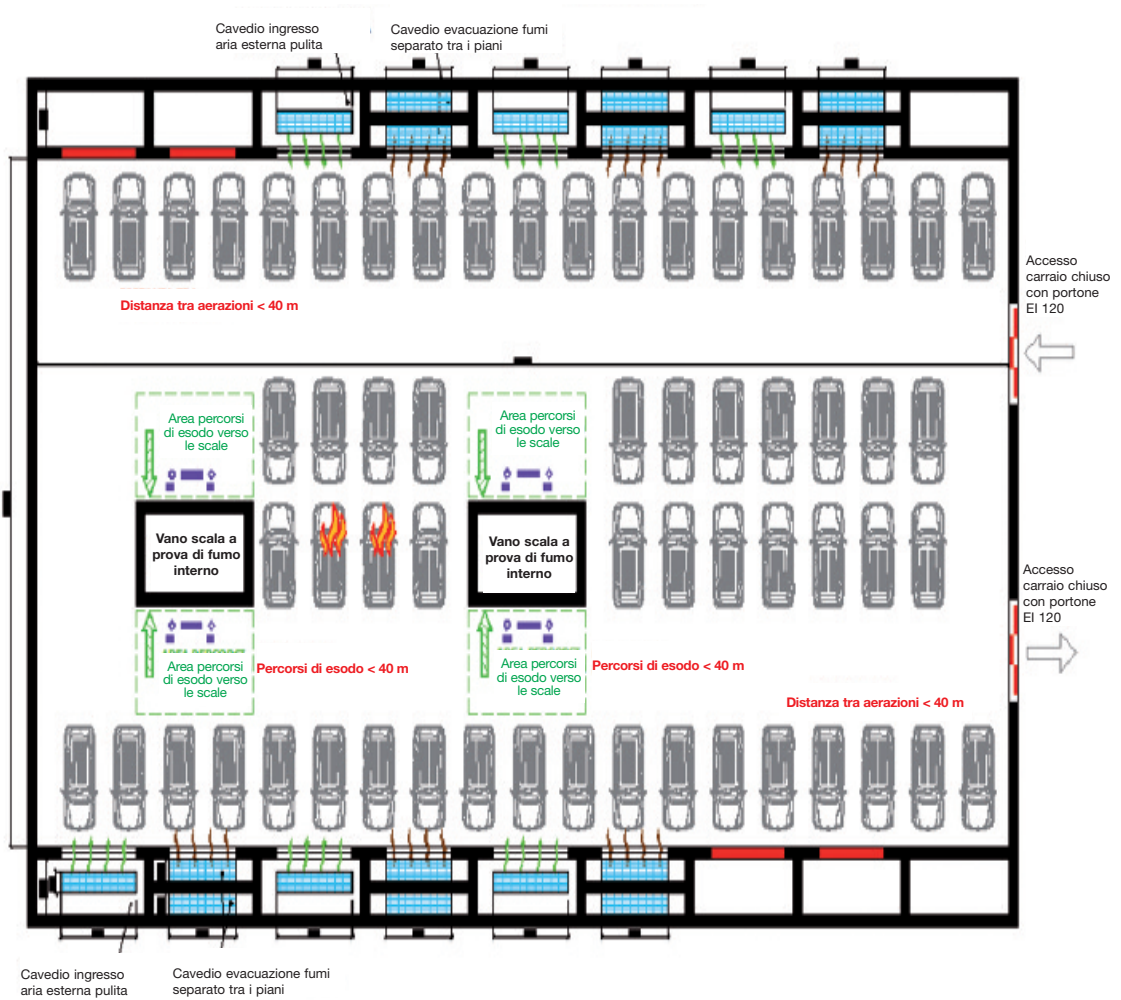 Cavedio ingresso
aria esterna pulita
Cavedio evacuazione fumi
separato tra i piani
Accesso
carraio chiuso
con portone
EI 120
Distanza tra aerazioni < 40 m
Area percorsi
di esodo verso
le scale
Area percorsi
di esodo verso
le scale
Vano scala a
prova di fumo
interno
Vano scala a
prova di fumo
interno
Accesso
carraio chiuso
con portone
EI 120
Area percorsi
di esodo verso
le scale
Percorsi di esodo < 40 m
Area percorsi
di esodo verso
le scale
Percorsi di esodo < 40 m
Distanza tra aerazioni < 40 m
Cavedio ingresso
aria esterna pulita
Cavedio evacuazione fumi
separato tra i piani